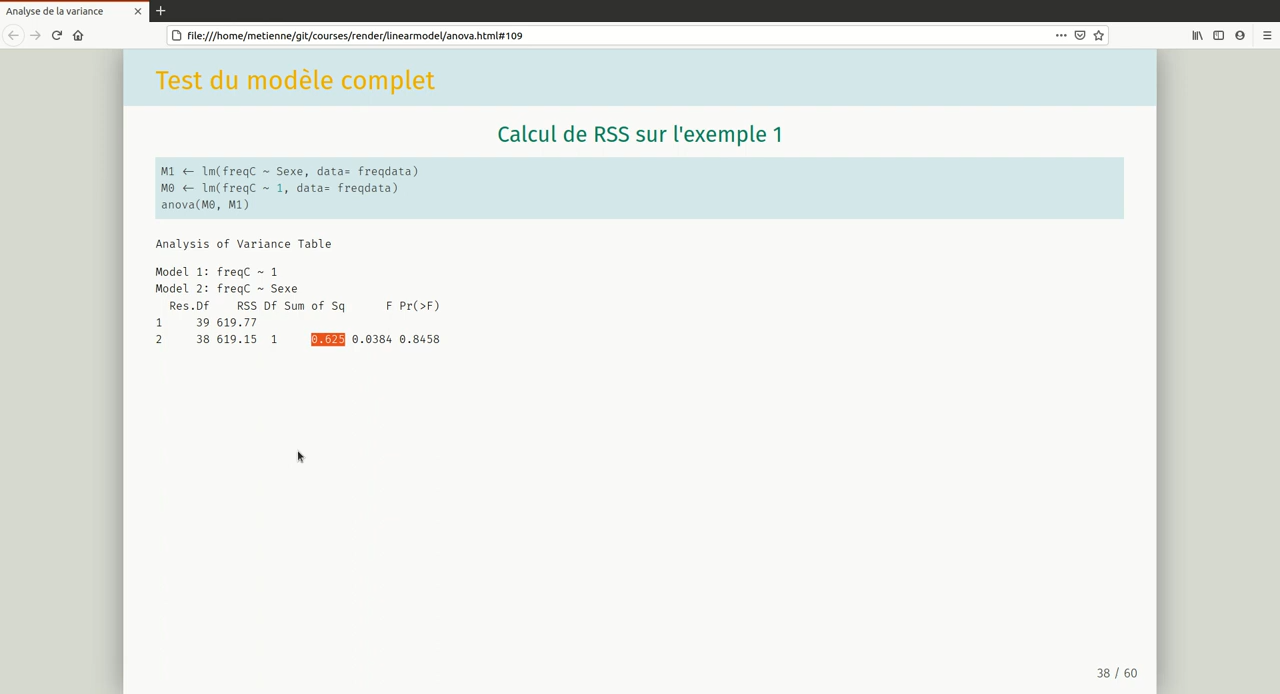 Analyse de la variance
file:///home/metienne/git/courses/render/linearmodel/anova.html#109
Test du modèle complet
Calcul de RSS sur l'exemple 1
M1 ← lm(freqC ~ Sexe, data= freqdata)
M0 ← lm(freqC ~ 1, data= freqdata)
anova(M0, M1)
Analysis of Variance Table
Model 1: freqC ~ 1
Model 2: freqC ~ Sexe
  Res.Df    RSS Df Sum of Sq      F Pr(>F)
1     39 619.77
2     38 619.15  1     0.625 0.0384 0.8458
38 / 60